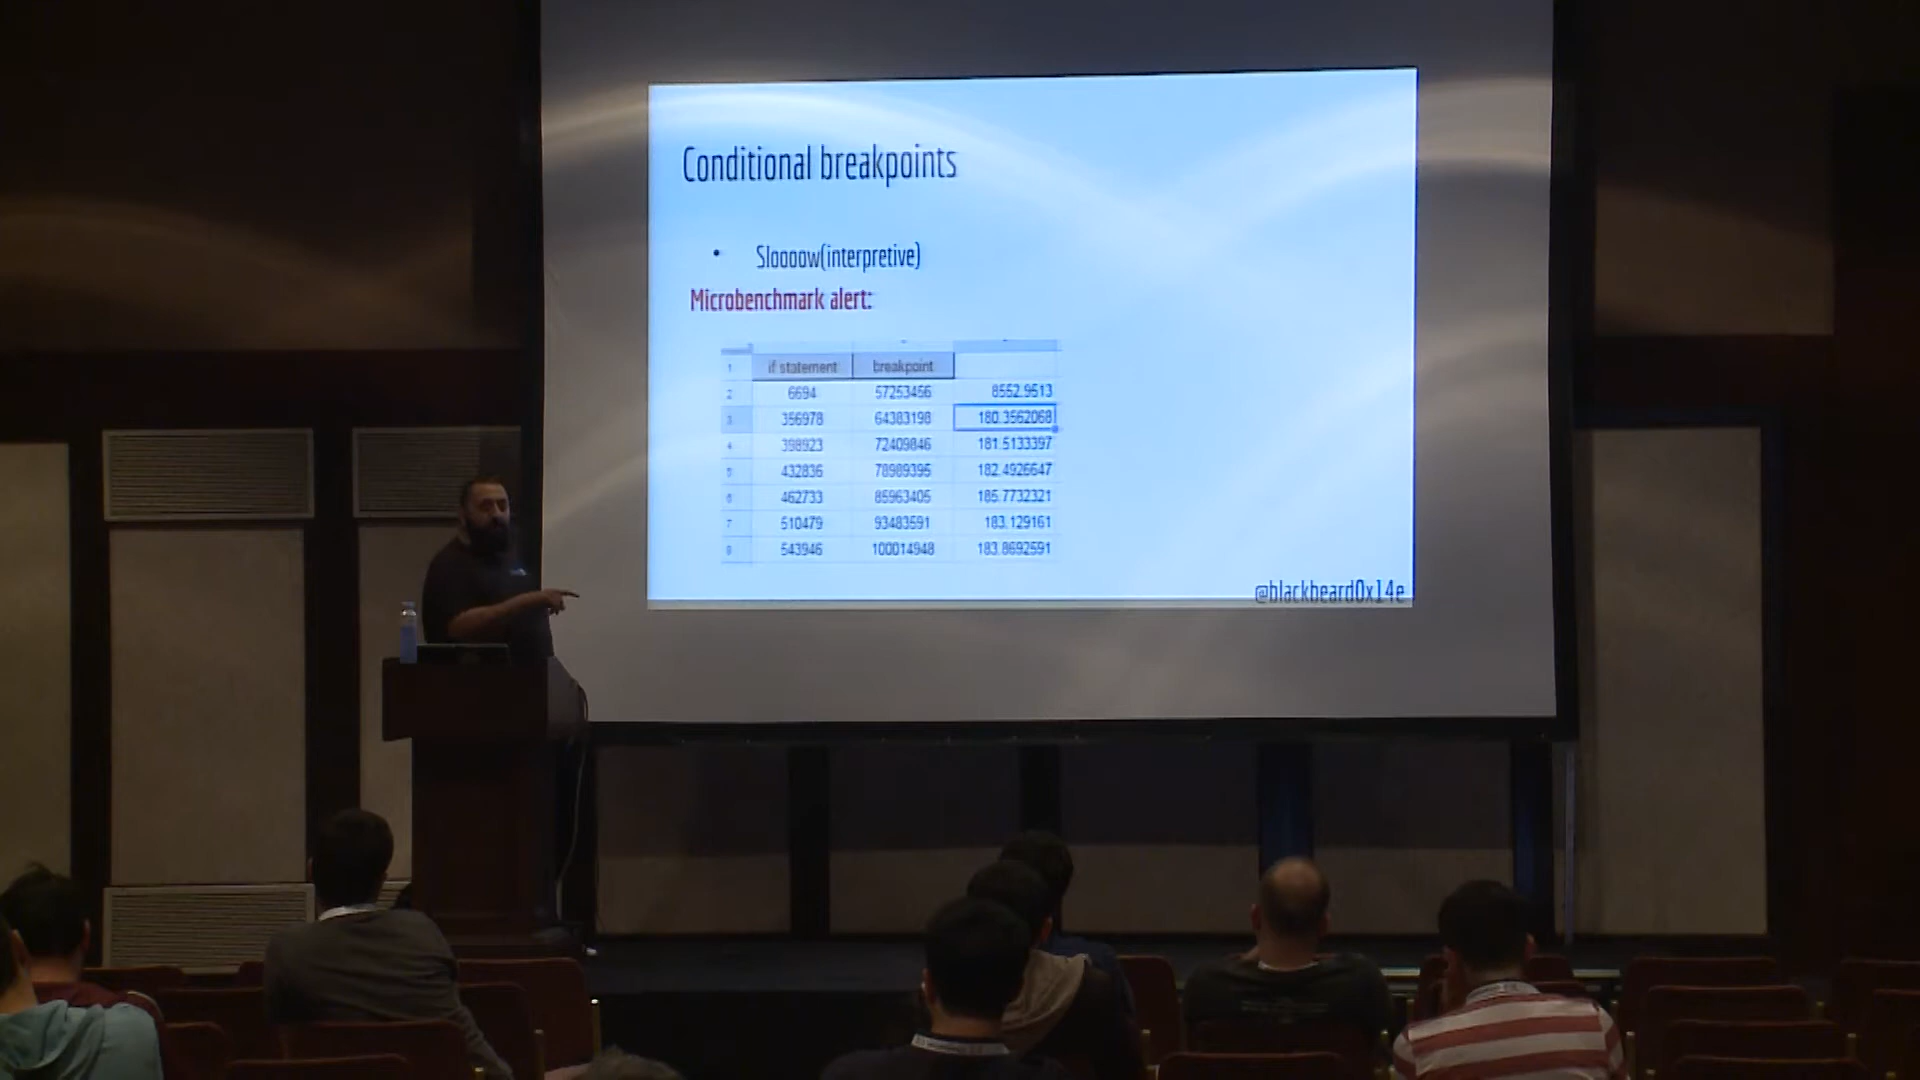 Conditional breakpoints
• Sloooow(interpretive)
Microbenchmark alert:
1 if statement breakpoint
2 6694 57253456 8552.9513
3 356978 64383198 180.3562068
4 398923 72409846 181.5133397
5 432836 78989395 182.4926647
6 462733 85963405 185.7732321
7 510479 93483591 183.129161
8 543946 100014948 183.8692591
@blackbeard0x14e